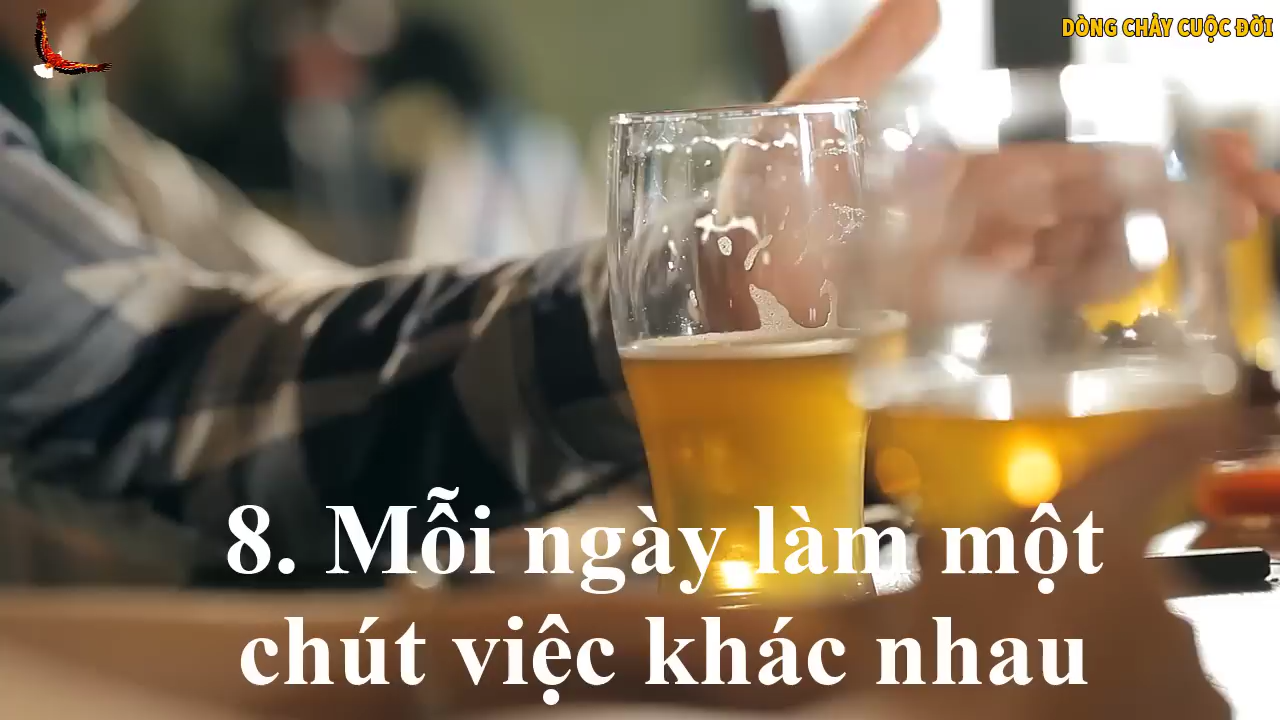 DÒNG CHẢY CUỘC ĐỜI
8. Mỗi ngày làm một
chút việc khác nhau